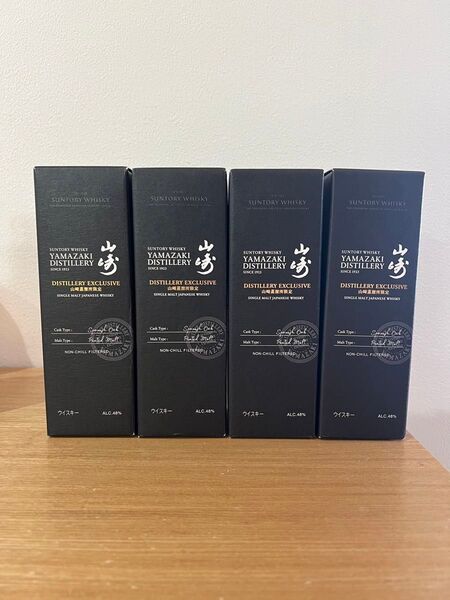 SUNTORY WHISKY
SUNTORY WHISKY
YAMAZAKI
DISTILLERY
SINCE 1923
山崎
DISTILLERY EXCLUSIVE
山崎蒸溜所限定
SINGLE MALT JAPANESE WHISKY
Cask Type : Spanish Oak
Malt Type : Peated Malt
NON-CHILL FILTERED
ウイスキー ALC.48%
SUNTORY WHISKY
SUNTORY WHISKY
YAMAZAKI
DISTILLERY
SINCE 1923
山崎
DISTILLERY EXCLUSIVE
山崎蒸溜所限定
SINGLE MALT JAPANESE WHISKY
Cask Type : Spanish Oak
Malt Type : Peated Malt
NON-CHILL FILTERED
ウイスキー ALC.48%
SUNTORY WHISKY
SUNTORY WHISKY
YAMAZAKI
DISTILLERY
SINCE 1923
山崎
DISTILLERY EXCLUSIVE
山崎蒸溜所限定
SINGLE MALT JAPANESE WHISKY
Cask Type : Spanish Oak
Malt Type : Peated Malt
NON-CHILL FILTERED
ウイスキー ALC.48%
SUNTORY WHISKY
SUNTORY WHISKY
YAMAZAKI
DISTILLERY
SINCE 1923
山崎
DISTILLERY EXCLUSIVE
山崎蒸溜所限定
SINGLE MALT JAPANESE WHISKY
Cask Type : Spanish Oak
Malt Type : Peated Malt
NON-CHILL FILTERED
ウイスキー ALC.48%